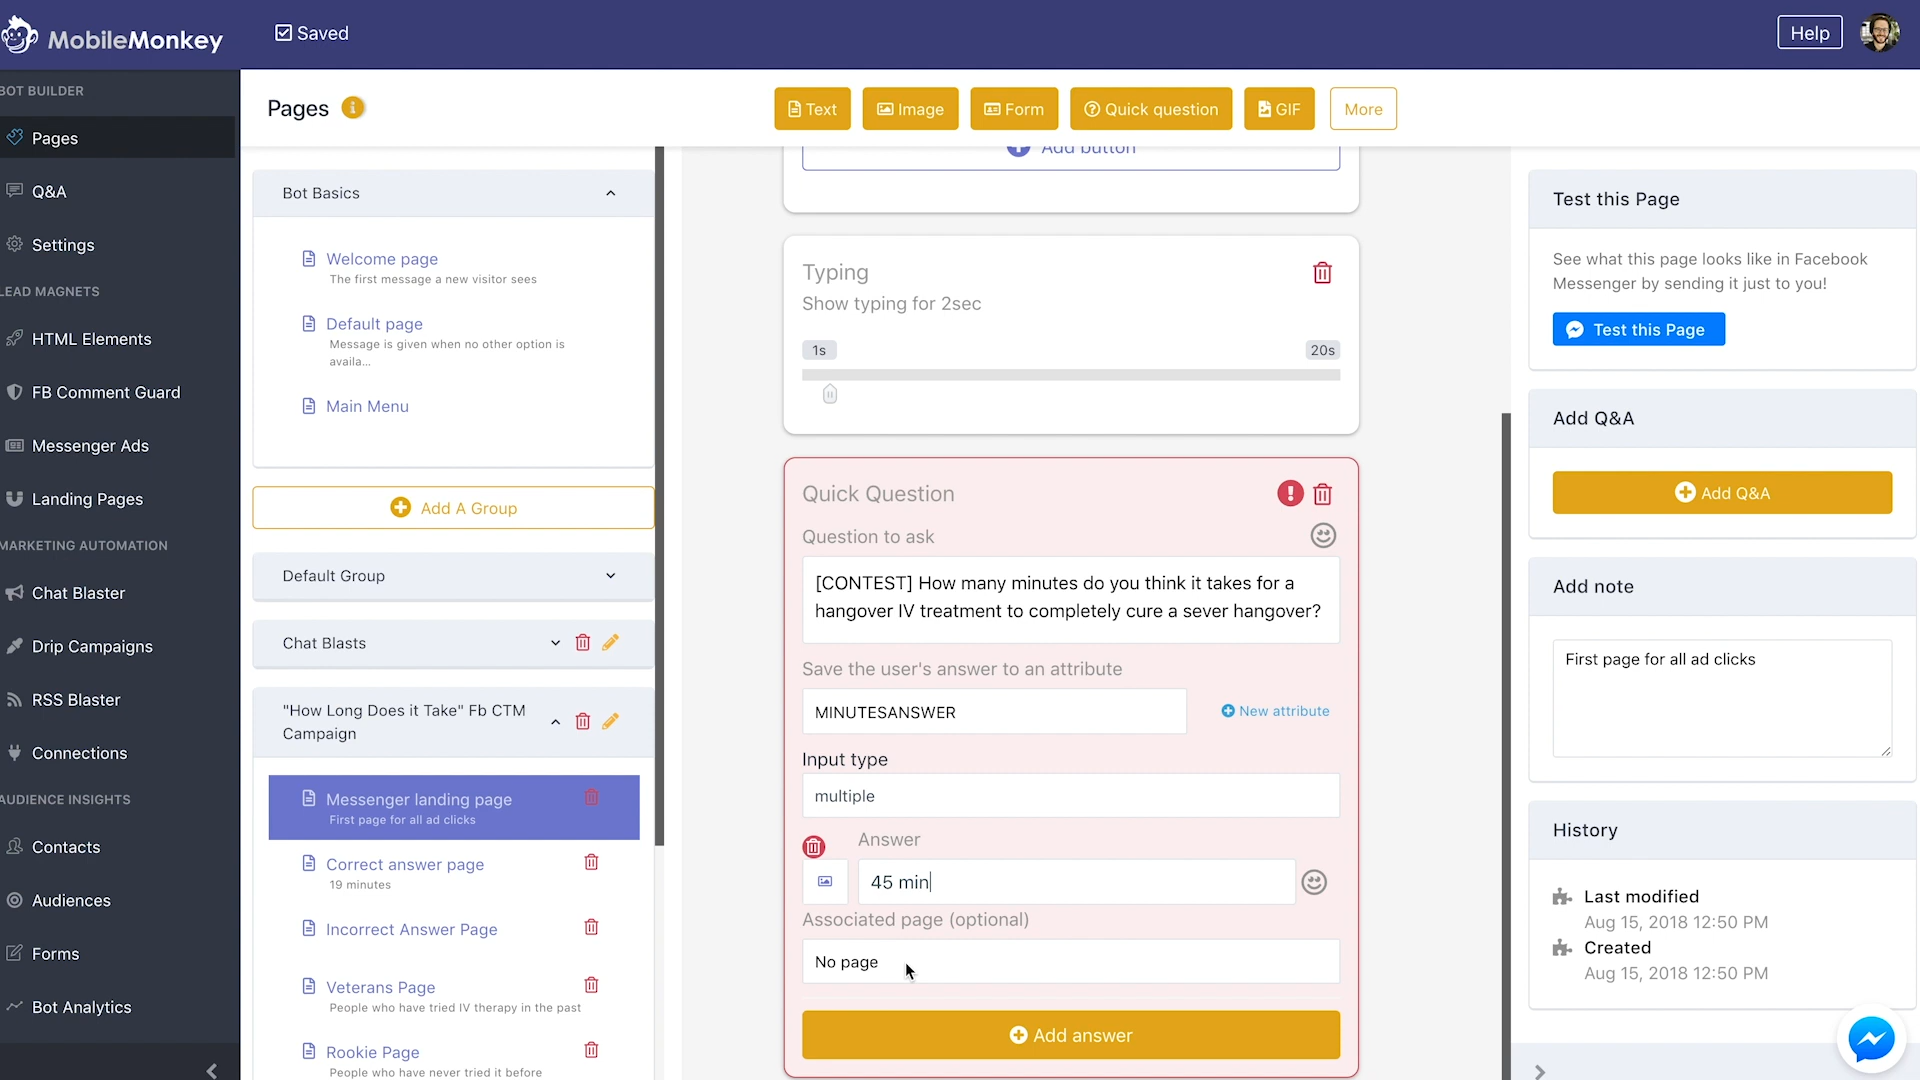 MobileMonkey
Saved
Help
BOT BUILDER
Pages
Q&A
Settings
LEAD MAGNETS
HTML Elements
FB Comment Guard
Messenger Ads
Landing Pages
MARKETING AUTOMATION
Chat Blaster
Drip Campaigns
RSS Blaster
Connections
AUDIENCE INSIGHTS
Contacts
Audiences
Forms
Bot Analytics
Pages
Text
Image
Form
Quick question
GIF
More
Bot Basics
Welcome page
The first message a new visitor sees
Default page
Message is given when no other option is
availa...
Main Menu
Add A Group
Default Group
Chat Blasts
"How Long Does it Take" Fb CTM
Campaign
Messenger landing page
First page for all ad clicks
Correct answer page
19 minutes
Incorrect Answer Page
Veterans Page
People who have tried IV therapy in the past
Rookie Page
People who have never tried it before
Add button
Typing
Show typing for 2sec
1s
20s
Quick Question
Question to ask
[CONTEST] How many minutes do you think it takes for a
hangover IV treatment to completely cure a sever hangover?
Save the user's answer to an attribute
MINUTESANSWER
New attribute
Input type
multiple
Answer
45 min
Associated page (optional)
No page
Add answer
Test this Page
See what this page looks like in Facebook
Messenger by sending it just to you!
Test this Page
Add Q&A
Add Q&A
Add note
First page for all ad clicks
History
Last modified
Aug 15, 2018 12:50 PM
Created
Aug 15, 2018 12:50 PM